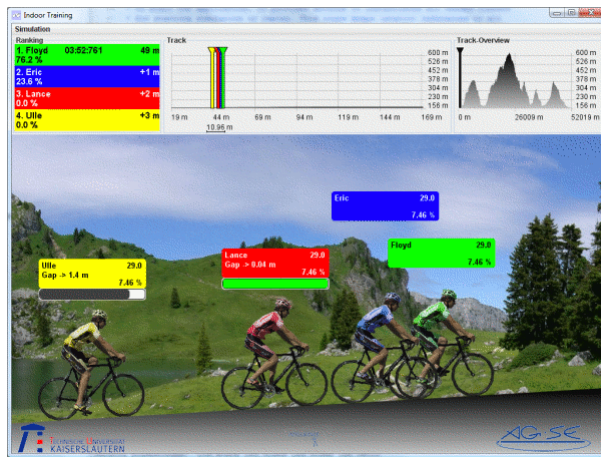 Indoor Training
Simulation
Ranking
1. Floyd 03:52:761 49 m
76.2 %
2. Eric +1 m
23.6 %
3. Lance +2 m
0.0 %
4. Ulle +3 m
0.0 %
Track
600 m
526 m
452 m
378 m
304 m
230 m
156 m
19 m 44 m 69 m 94 m 119 m 144 m 169 m
10.96 m
Track-Overview
600 m
526 m
452 m
378 m
304 m
230 m
156 m
0 m 26009 m 52019 m
Eric 29.0
7.46 %
Floyd 29.0
7.46 %
Lance 29.0
Gap -> 0.04 m
7.46 %
Ulle 29.0
Gap -> 1.4 m
7.46 %
TECHNISCHE UNIVERSITÄT
KAISERSLAUTERN
AG SE